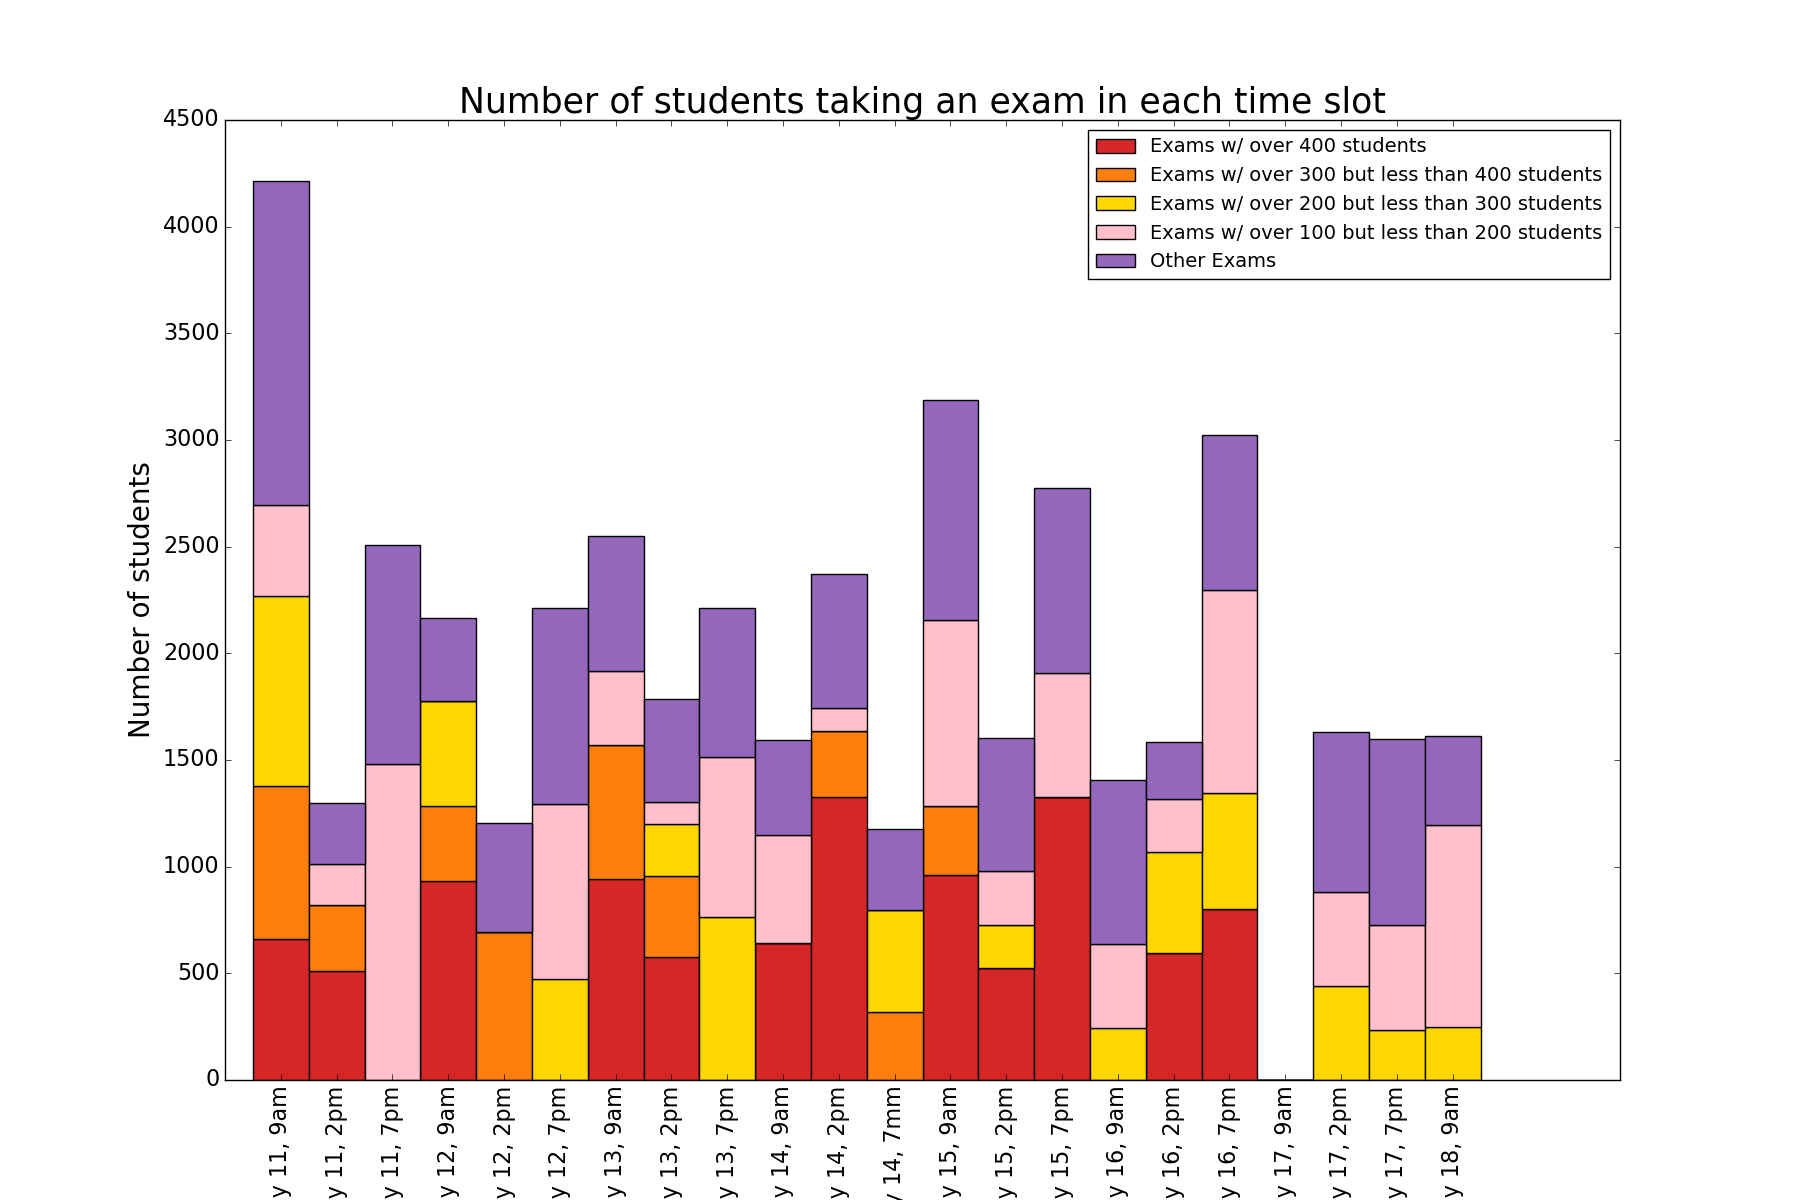 Number of students taking an exam in each time slot
4500
4000
3500
3000
2500
2000
1500
1000
500
0
Number of students
Exams w/ over 400 students
Exams w/ over 300 but less than 400 students
Exams w/ over 200 but less than 300 students
Exams w/ over 100 but less than 200 students
Other Exams
y 11, 9am
y 11, 2pm
y 11, 7pm
y 12, 9am
y 12, 2pm
y 12, 7pm
y 13, 9am
y 13, 2pm
y 13, 7pm
y 14, 9am
y 14, 2pm
y 14, 7mm
y 15, 9am
y 15, 2pm
y 15, 7pm
y 16, 9am
y 16, 2pm
y 16, 7pm
y 17, 9am
y 17, 2pm
y 17, 7pm
y 18, 9am